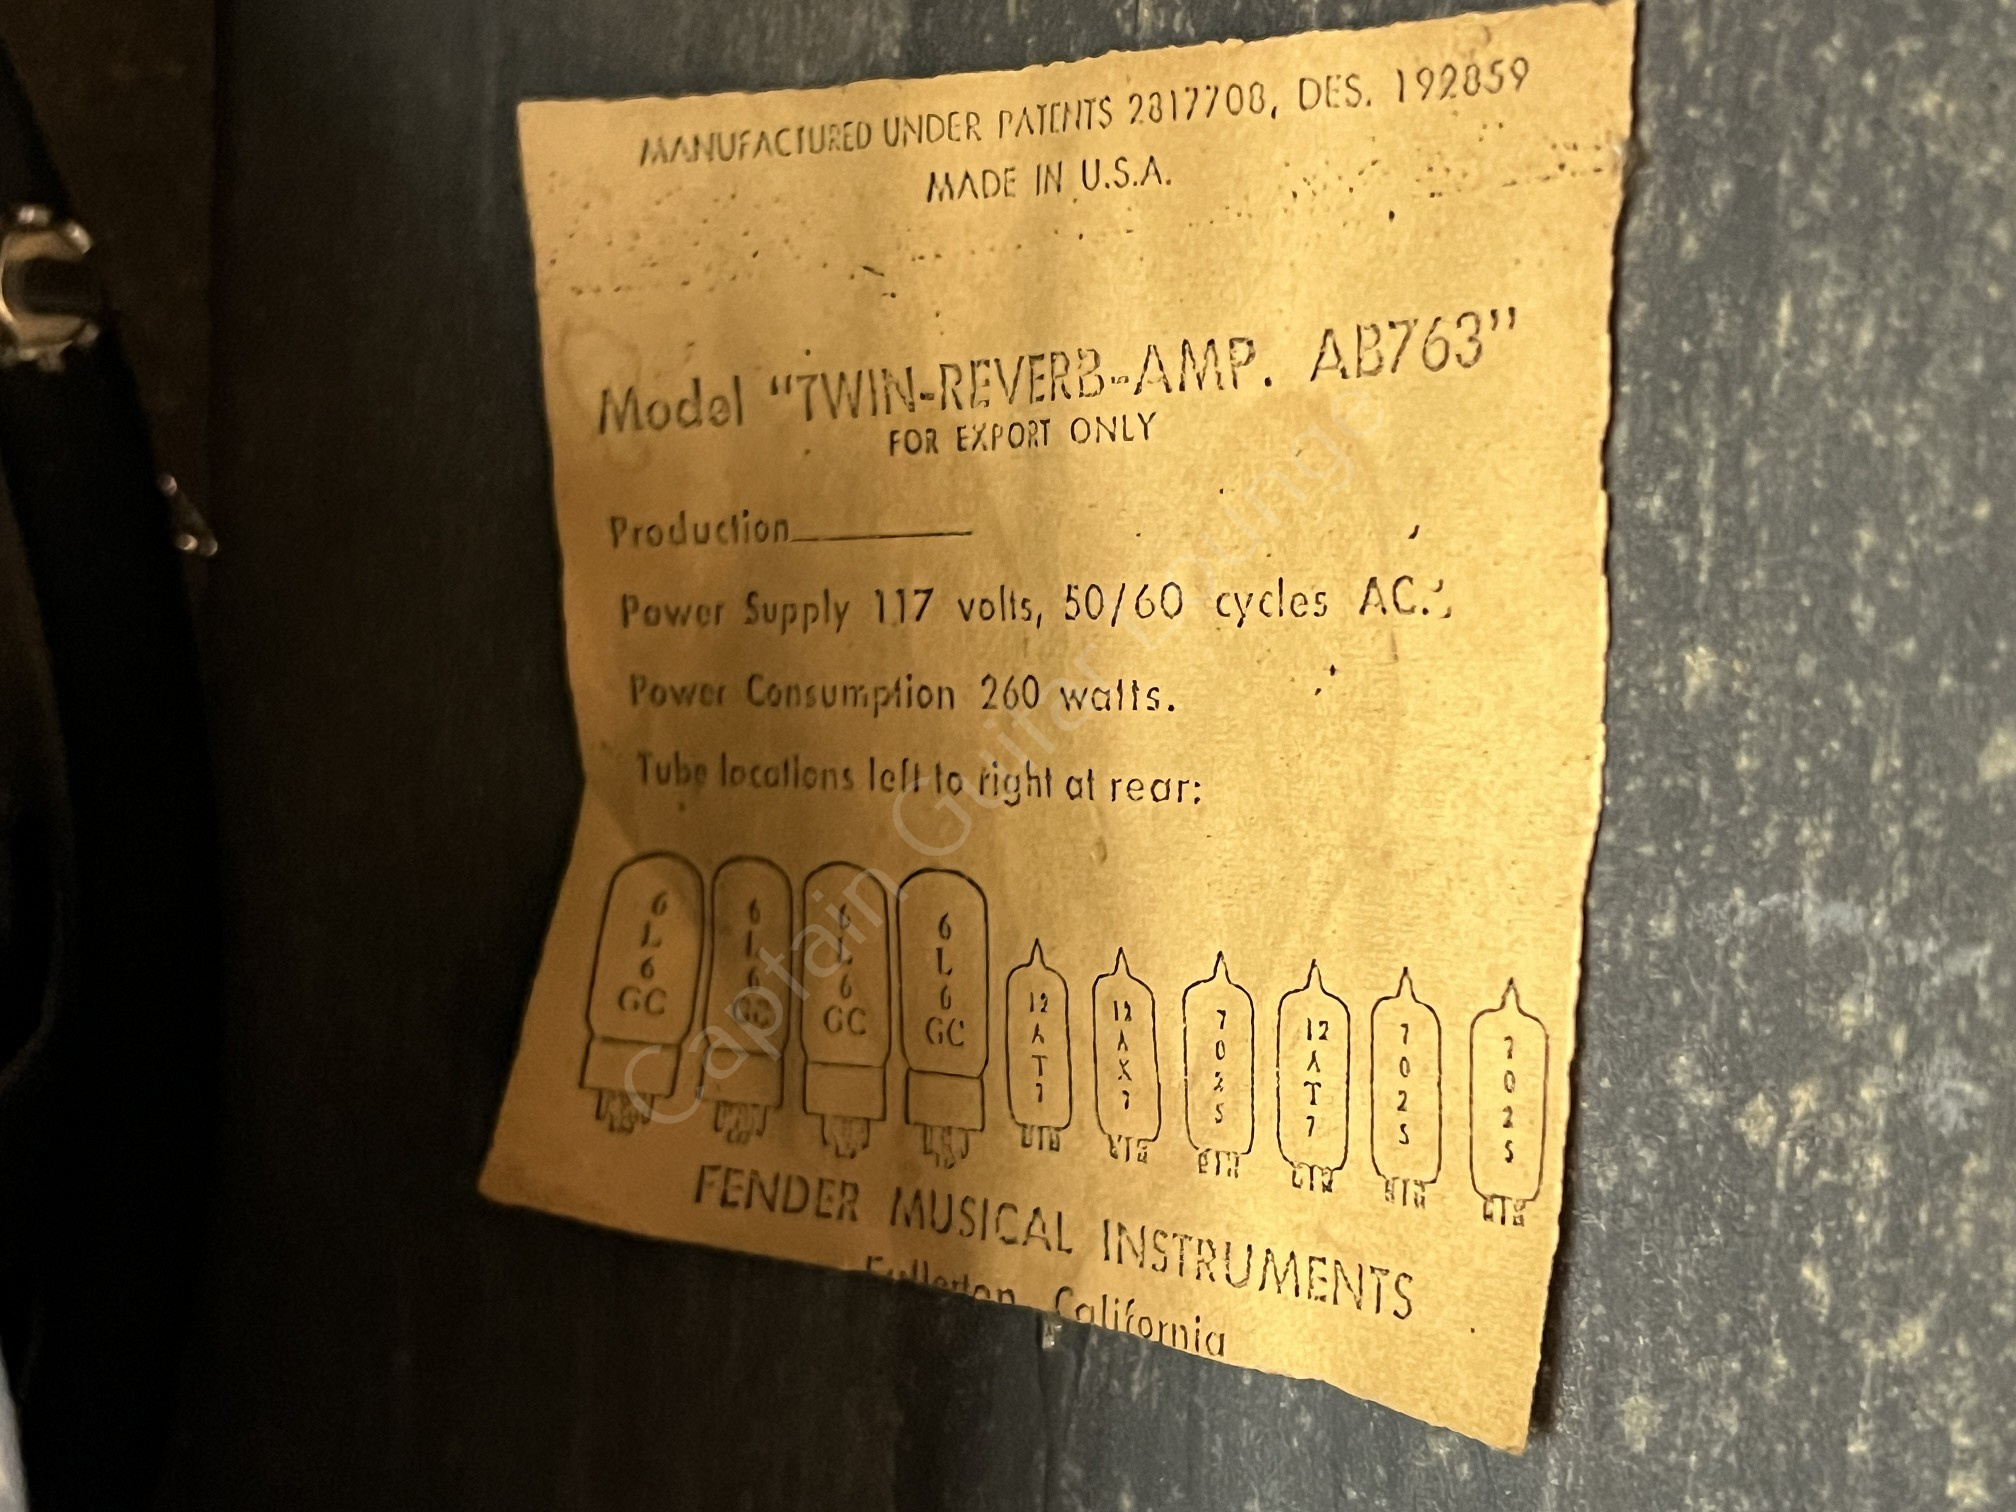 MANUFACTURED UNDER PATENTS 2817708, DES. 192859
MADE IN U.S.A.
Model "TWIN-REVERB-AMP. AB763"
FOR EXPORT ONLY
Production
Power Supply 117 volts, 50/60 cycles AC.
Power Consumption 260 watts.
Tube locations left to right at rear:
6L6GC 6L6GC 6L6GC 6L6GC 12AT7 12AX7 7025 12AT7 7025 7025
FENDER MUSICAL INSTRUMENTS
Fullerton, California
Captain Guitar Lounge